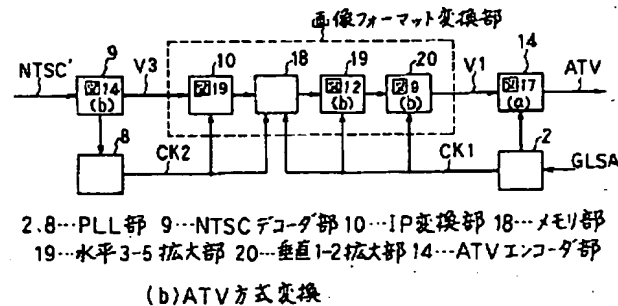 画像フォーマット変換部
9 10 18 19 20 14
NTSC' V3 V1 ATV
図14 (b) 図19 図12 (b) 図9 (b) 図17 (a)
8 CK2 CK1 2 GLSA
2.8…PLL部 9…NTSCデコーダ部 10…IP変換部 18…メモリ部
19…水平3-5拡大部 20…垂直1-2拡大部 14…ATVエンコーダ部
(b)ATV方式変換